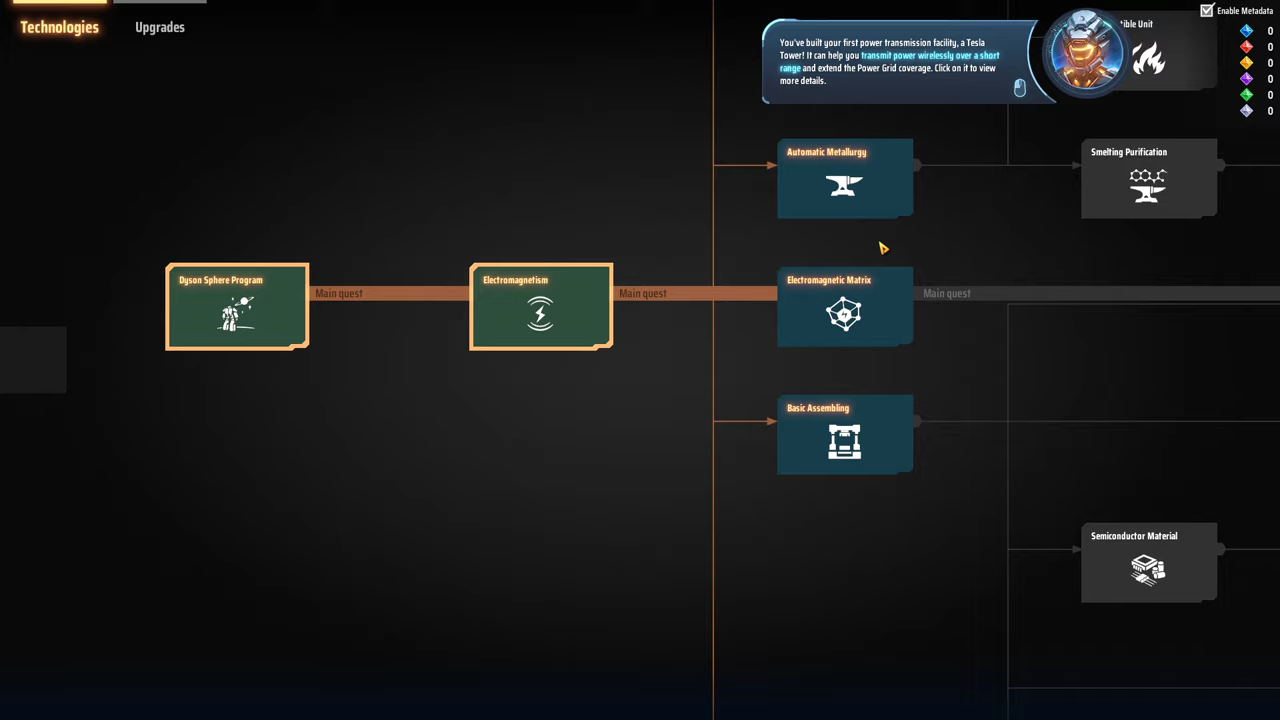 Technologies
Upgrades
You've built your first power transmission facility, a Tesla
Tower! It can help you transmit power wirelessly over a short
range and extend the Power Grid coverage. Click on it to view
more details.
Enable Metadata
Unit
0
0
0
0
0
0
Automatic Metallurgy
Smelting Purification
Dyson Sphere Program
Main quest
Electromagnetism
Main quest
Electromagnetic Matrix
Main quest
Basic Assembling
Semiconductor Material